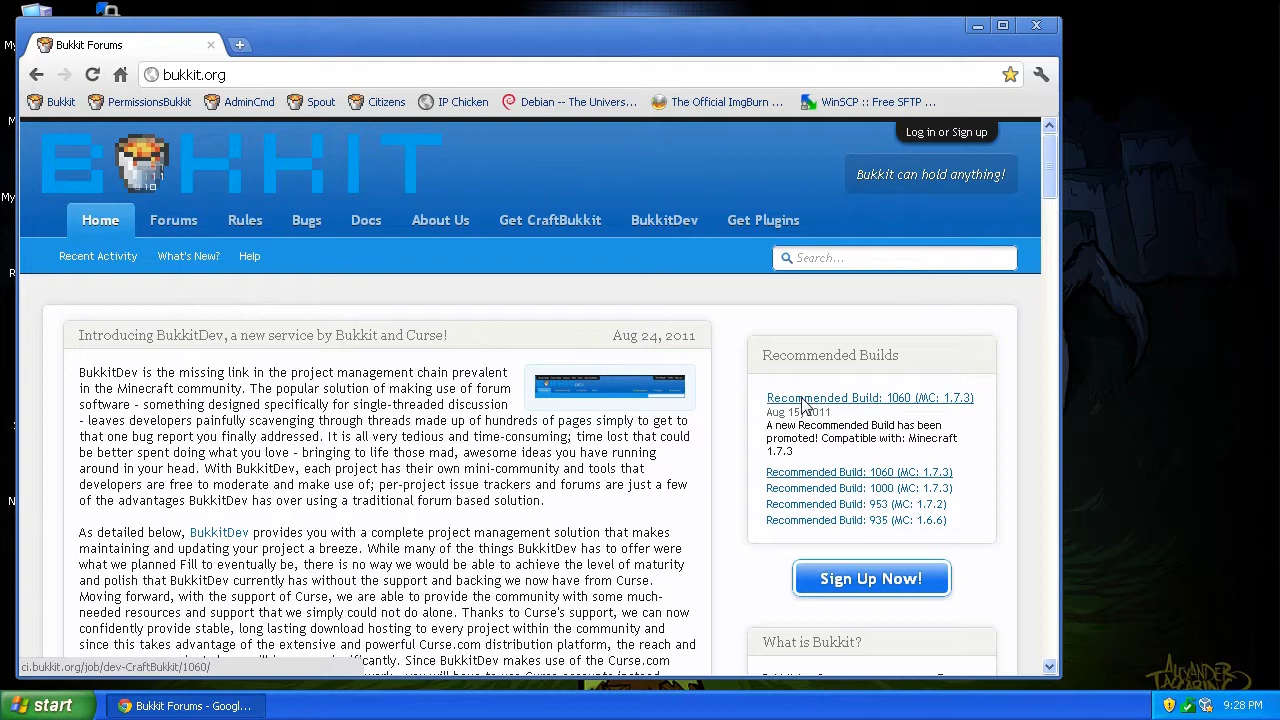 Bukkit Forums
bukkit.org
Bukkit PermissionsBukkit AdminCmd Spout Citizens IP Chicken Debian -- The Univers... The Official ImgBurn ... WinSCP :: Free SFTP ...
Log in or Sign up
BUKKIT
Bukkit can hold anything!
Home Forums Rules Bugs Docs About Us Get CraftBukkit BukkitDev Get Plugins
Recent Activity What's New? Help
Search...
Introducing BukkitDev, a new service by Bukkit and Curse! Aug 24, 2011
BukkitDev is the missing link in the project management chain prevalent
in the Minecraft community. The popular solution of making use of forum
software - something designed specifically for single-threaded discussion
- leaves developers painfully scavenging through threads made up of hundreds of pages simply to get
to that one bug report you finally addressed. It is all very tedious and time-consuming; time lost that could
be better spent doing what you love - bringing to life those mad, awesome ideas you have running
around in your head. With BukkitDev, each project has their own mini-community and tools that
developers are free to moderate and make use of; per-project issue trackers and forums are just a few
of the advantages BukkitDev has over using a traditional forum based solution.
As detailed below, BukkitDev provides you with a complete project management solution that makes
maintaining and updating your project a breeze. While many of the things BukkitDev has to offer were
what we planned Fill to eventually be, there is no way we would be able to achieve the level of maturity
and polish that BukkitDev currently has without the support and backing we now have from Curse.
Moving forward, with the support of Curse, we are able to provide the community with some much-
needed resources and support that we simply could not do alone. Thanks to Curse's support, we can now
confidently provide stable, long lasting download hosting to every project within the community and
since this takes advantage of the extensive and powerful Curse.com distribution platform, the reach and
Since BukkitDev makes use of the Curse.com
Recommended Builds
Recommended Build: 1060 (MC: 1.7.3)
Aug 15, 2011
A new Recommended Build has been
promoted! Compatible with: Minecraft
1.7.3
Recommended Build: 1060 (MC: 1.7.3)
Recommended Build: 1000 (MC: 1.7.3)
Recommended Build: 953 (MC: 1.7.2)
Recommended Build: 935 (MC: 1.6.6)
Sign Up Now!
What is Bukkit?
ci.bukkit.org/job/dev-CraftBukkit/1060/
start Bukkit Forums - Googl... 9:28 PM